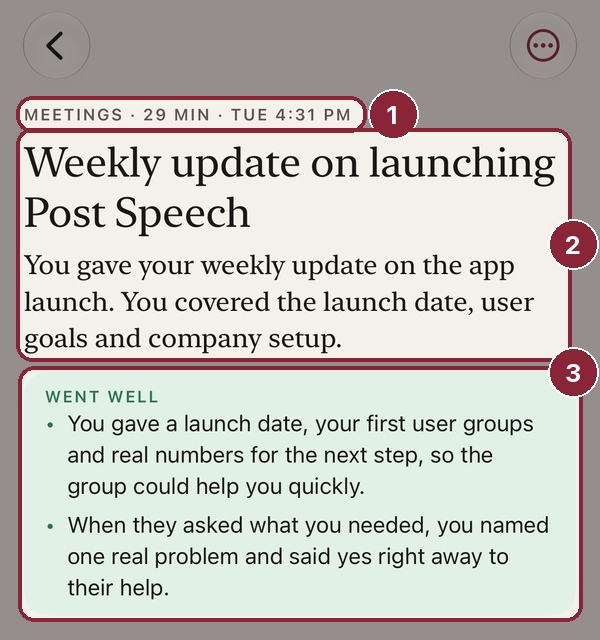 MEETINGS · 29 MIN · TUE 4:31 PM
1
Weekly update on launching
Post Speech
2
You gave your weekly update on the app
launch. You covered the launch date, user
goals and company setup.
3
WENT WELL
• You gave a launch date, your first user groups
and real numbers for the next step, so the
group could help you quickly.
• When they asked what you needed, you named
one real problem and said yes right away to
their help.